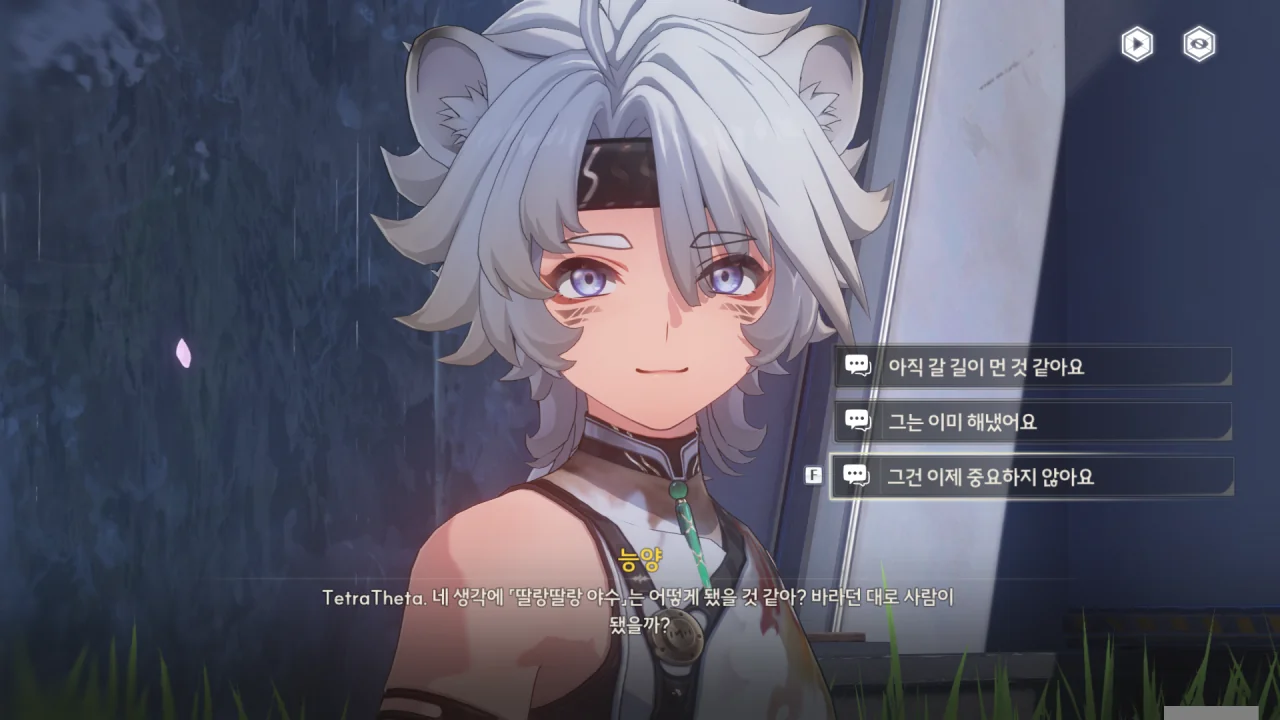 아직 갈 길이 먼 것 같아요
그는 이미 해냈어요
F
그건 이제 중요하지 않아요
능양
TetraTheta. 네 생각에 「딸랑딸랑 야수」는 어떻게 됐을 것 같아? 바라던 대로 사람이
됐을까?